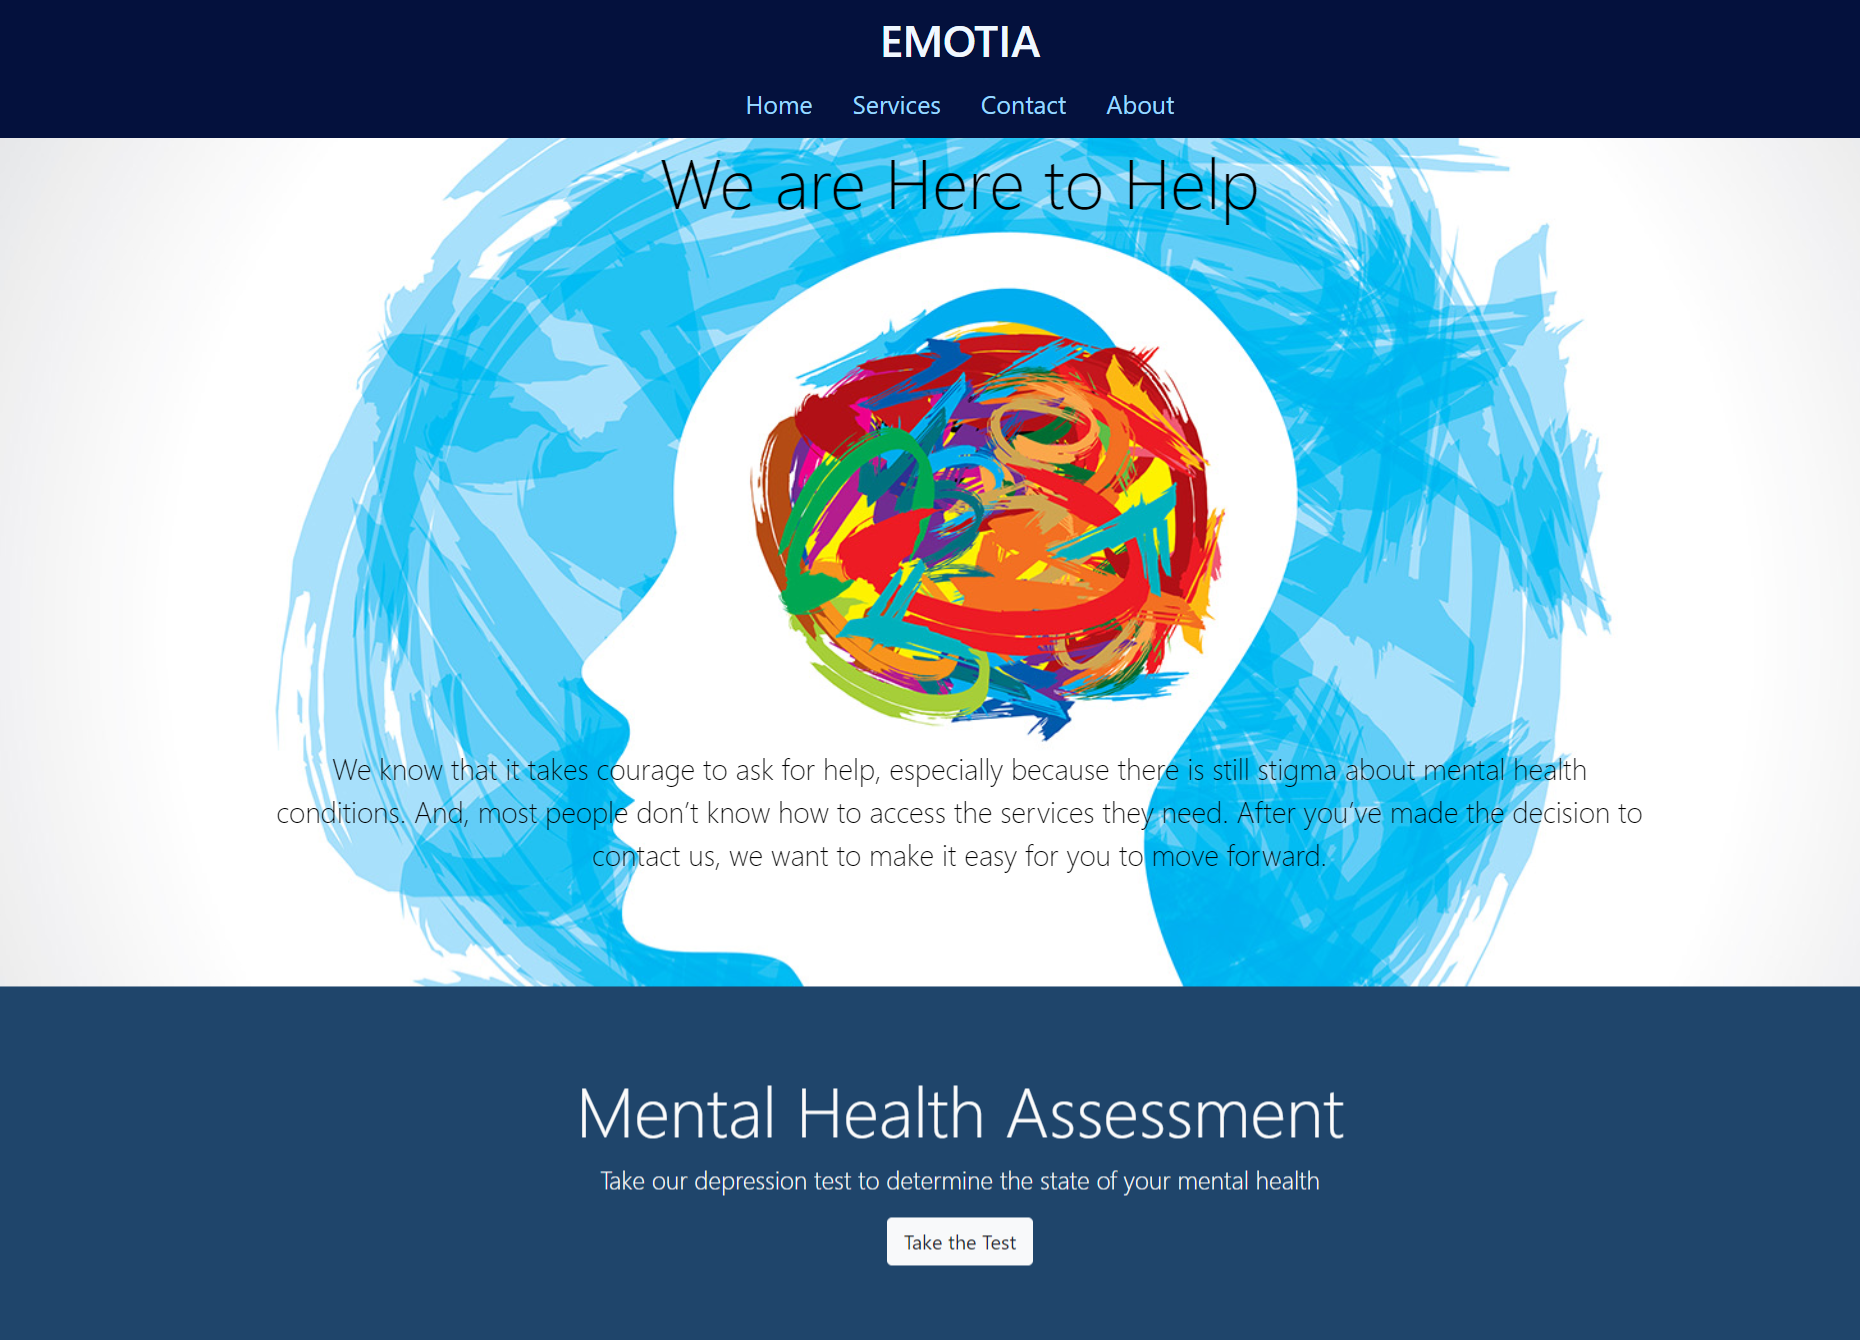 EMOTIA
Home Services Contact About
We are Here to Help
We know that it takes courage to ask for help, especially because there is still stigma about mental health
conditions. And, most people don’t know how to access the services they need. After you’ve made the decision to
contact us, we want to make it easy for you to move forward.
Mental Health Assessment
Take our depression test to determine the state of your mental health
Take the Test